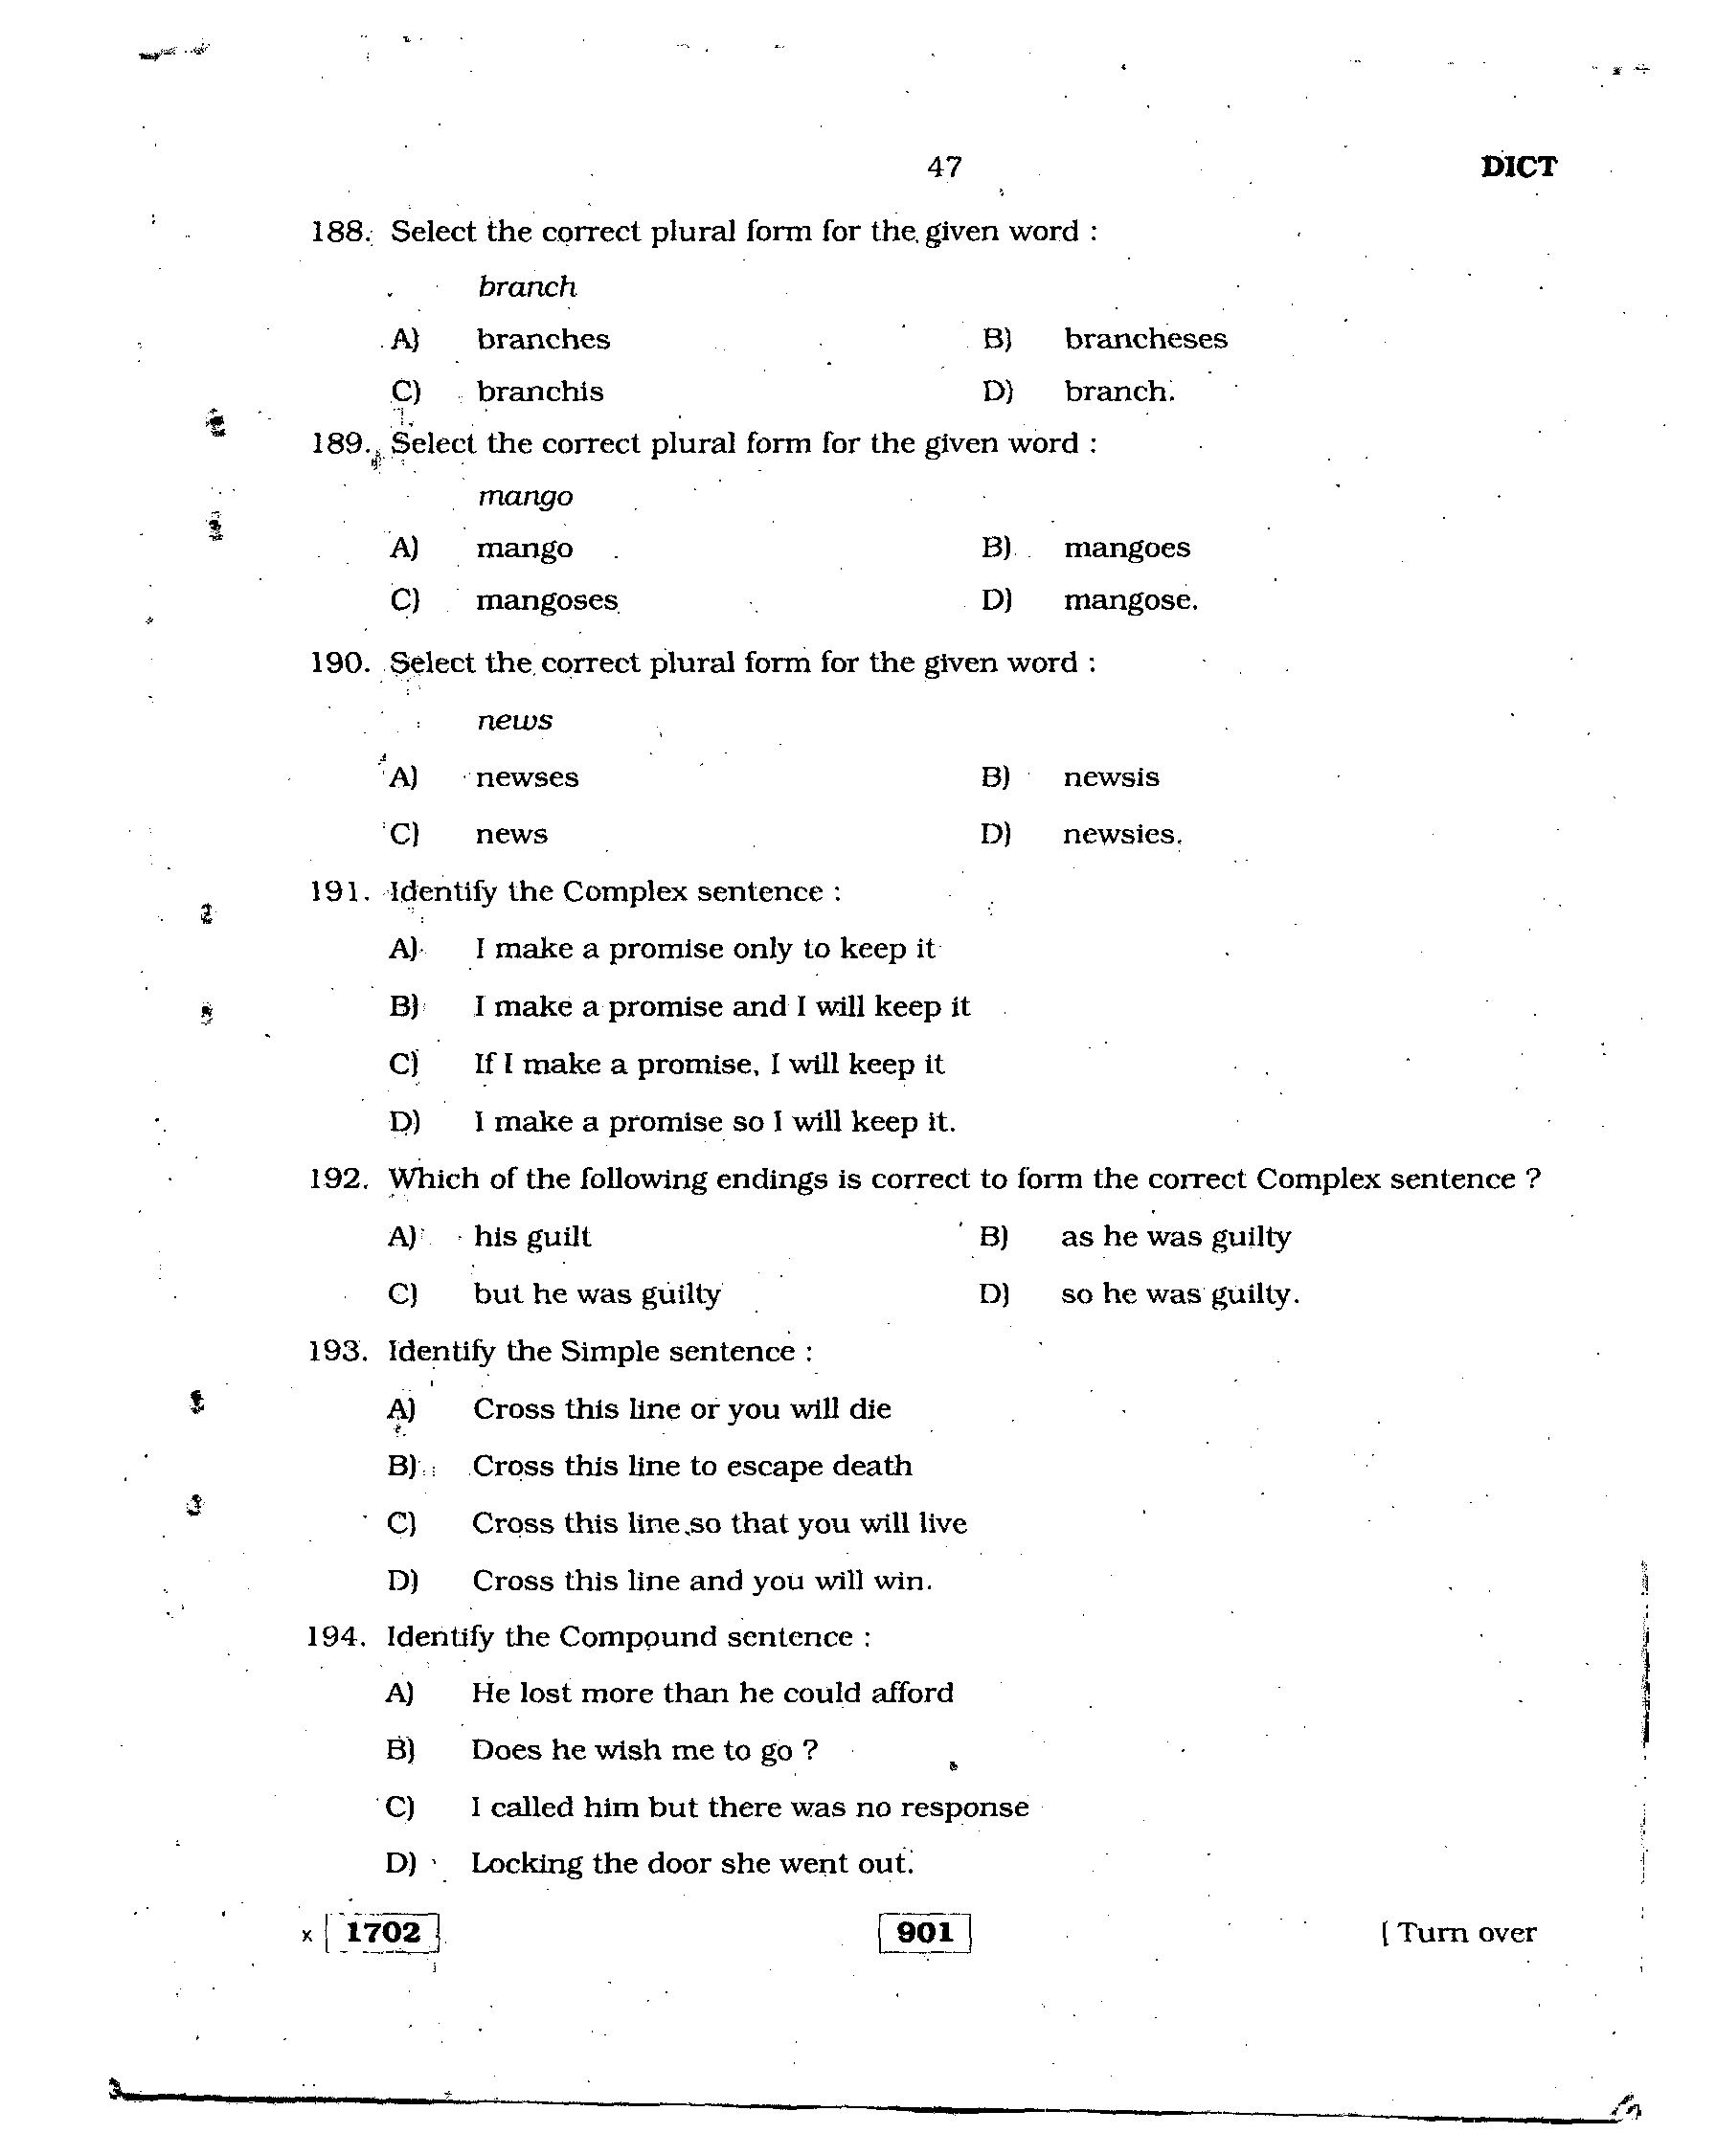 47 DICT
188. Select the correct plural form for the given word :
branch
A) branches B) brancheses
C) branchis D) branch.
189. Select the correct plural form for the given word :
mango
A) mango B) mangoes
C) mangoses D) mangose.
190. Select the correct plural form for the given word :
news
A) newses B) newsis
C) news D) newsies.
191. Identify the Complex sentence :
A) I make a promise only to keep it
B) I make a promise and I will keep it
C) If I make a promise, I will keep it
D) I make a promise so I will keep it.
192. Which of the following endings is correct to form the correct Complex sentence ?
A) his guilt B) as he was guilty
C) but he was guilty D) so he was guilty.
193. Identify the Simple sentence :
A) Cross this line or you will die
B) Cross this line to escape death
C) Cross this line so that you will live
D) Cross this line and you will win.
194. Identify the Compound sentence :
A) He lost more than he could afford
B) Does he wish me to go ?
C) I called him but there was no response
D) Locking the door she went out.
x 1702 901 [ Turn over